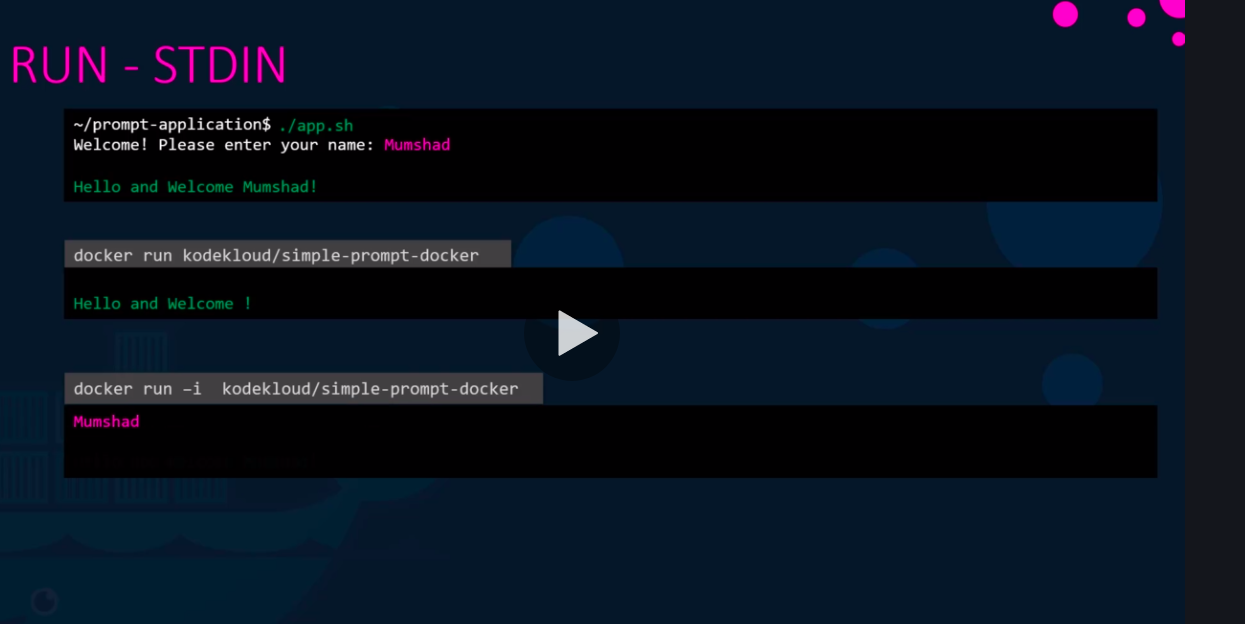 RUN - STDIN
~/prompt-application$ ./app.sh
Welcome! Please enter your name: Mumshad
Hello and Welcome Mumshad!
docker run kodekloud/simple-prompt-docker
Hello and Welcome !
docker run –i kodekloud/simple-prompt-docker
Mumshad